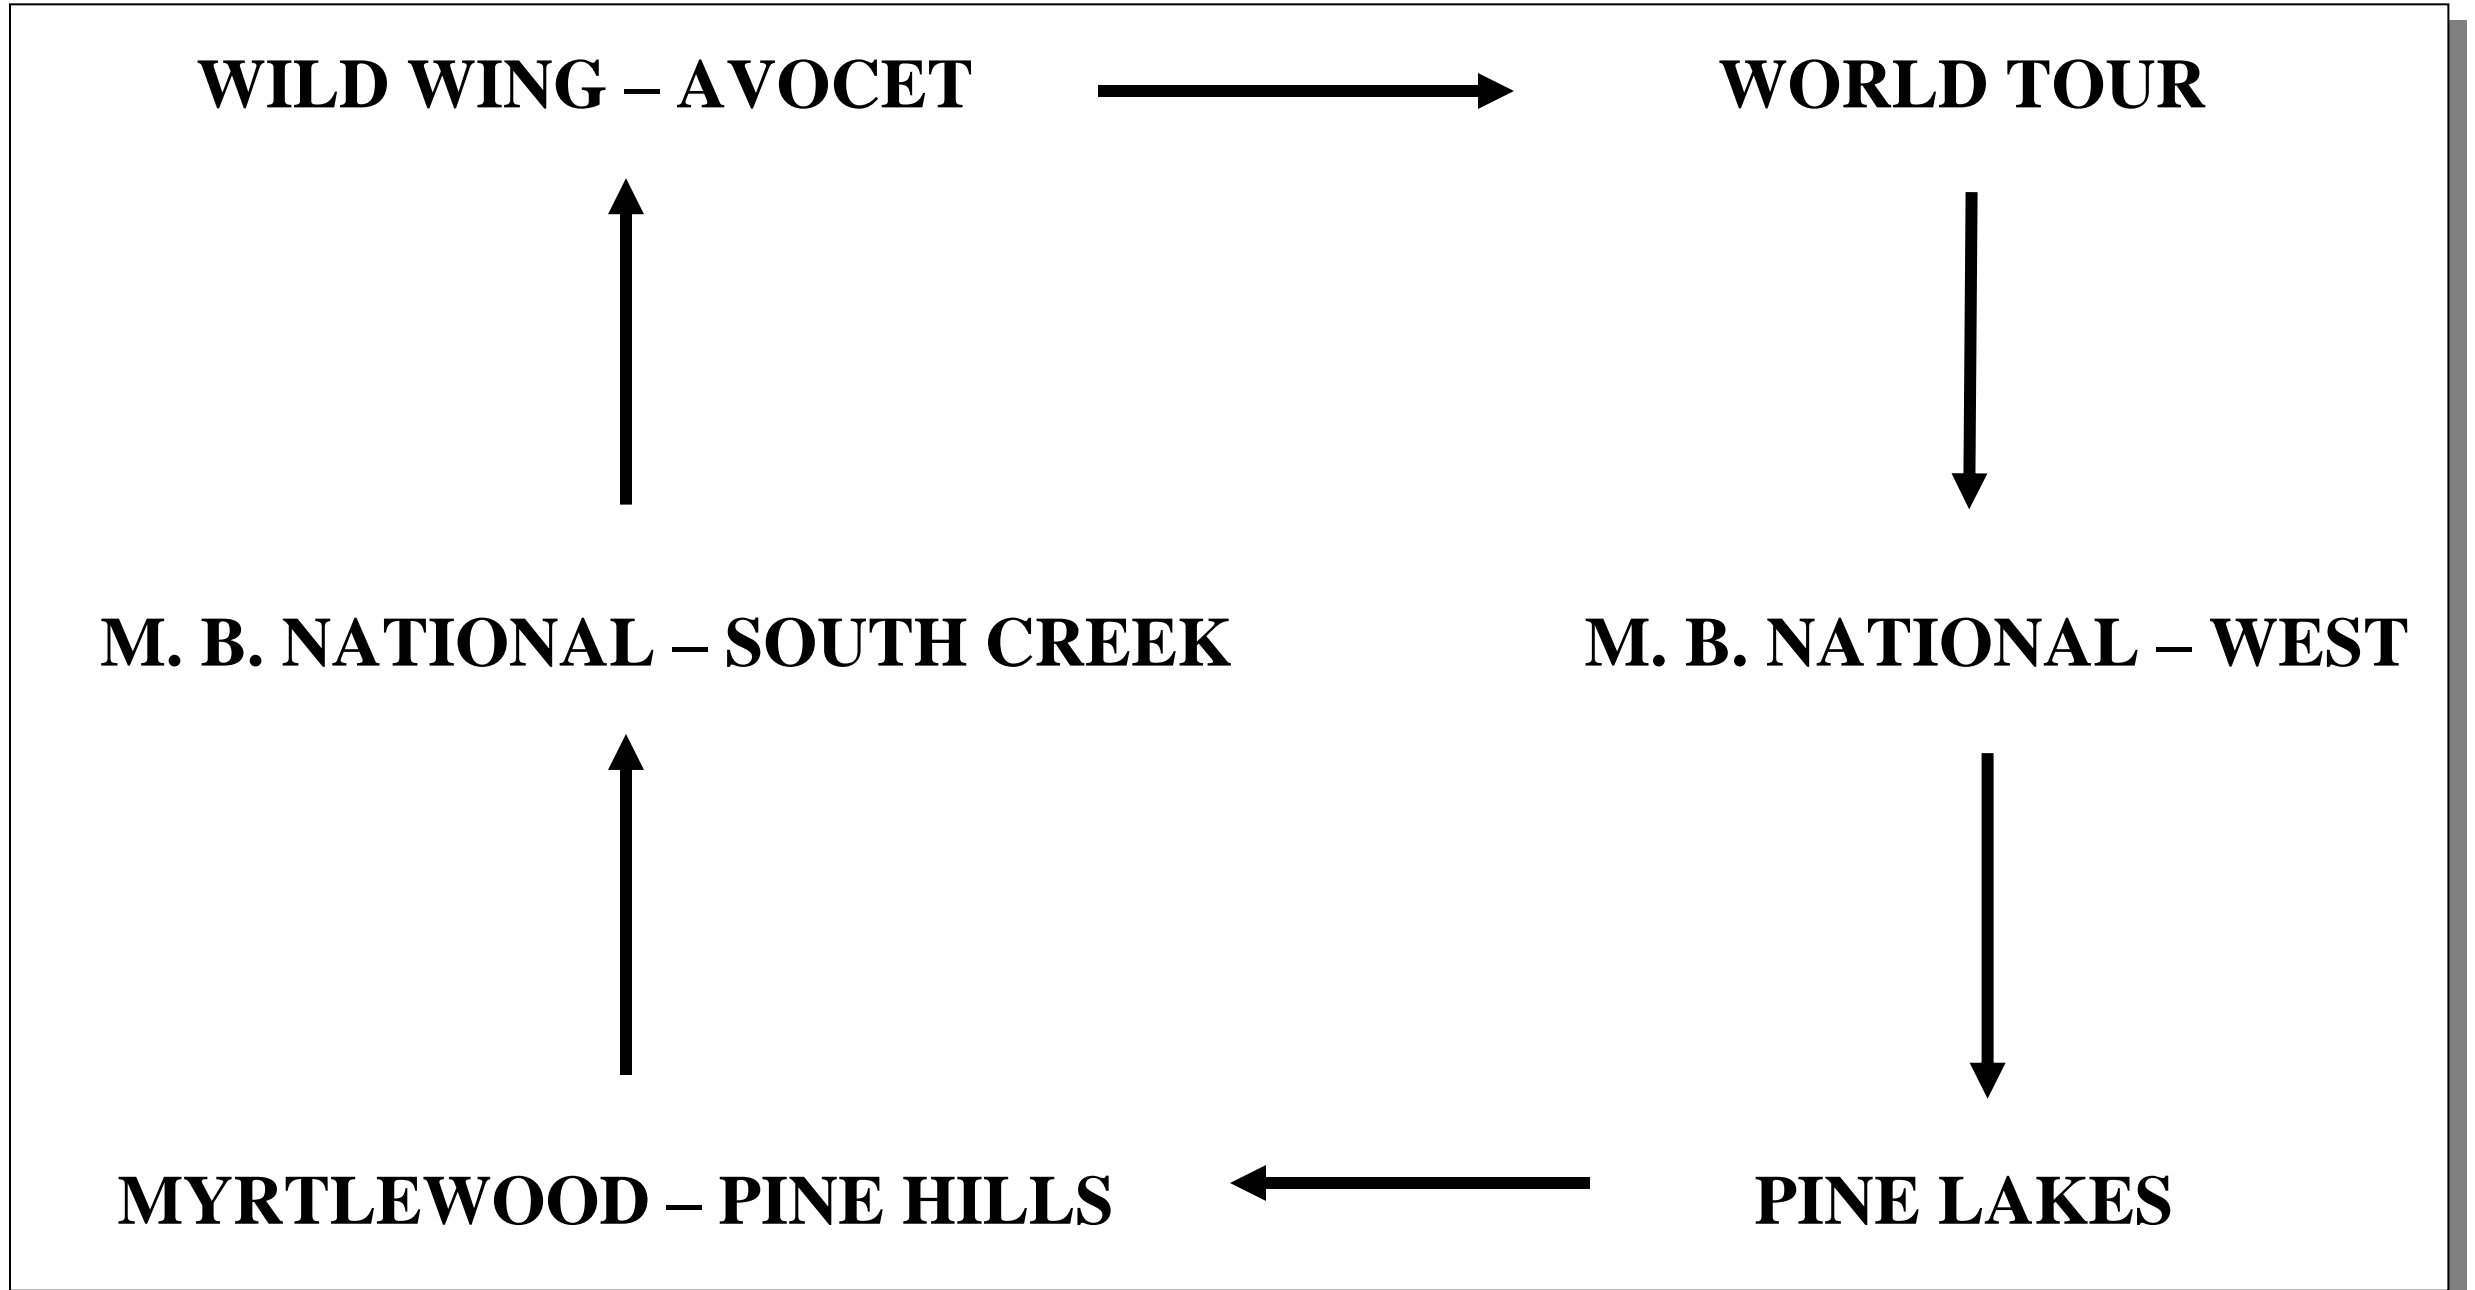 WILD WING – AVOCET
WORLD TOUR
M. B. NATIONAL – SOUTH CREEK
M. B. NATIONAL – WEST
MYRTLEWOOD – PINE HILLS
PINE LAKES